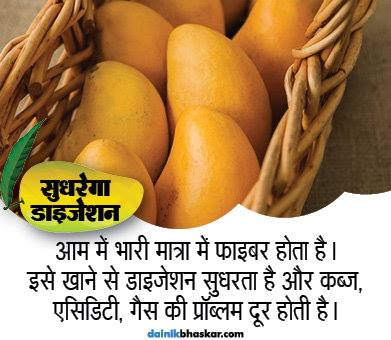 सुधरेगा
डाइजेशन
आम में भारी मात्रा में फाइबर होता है।
इसे खाने से डाइजेशन सुधरता है और कब्ज,
एसिडिटी, गैस की प्रॉब्लम दूर होती है।
dainikbhaskar.com